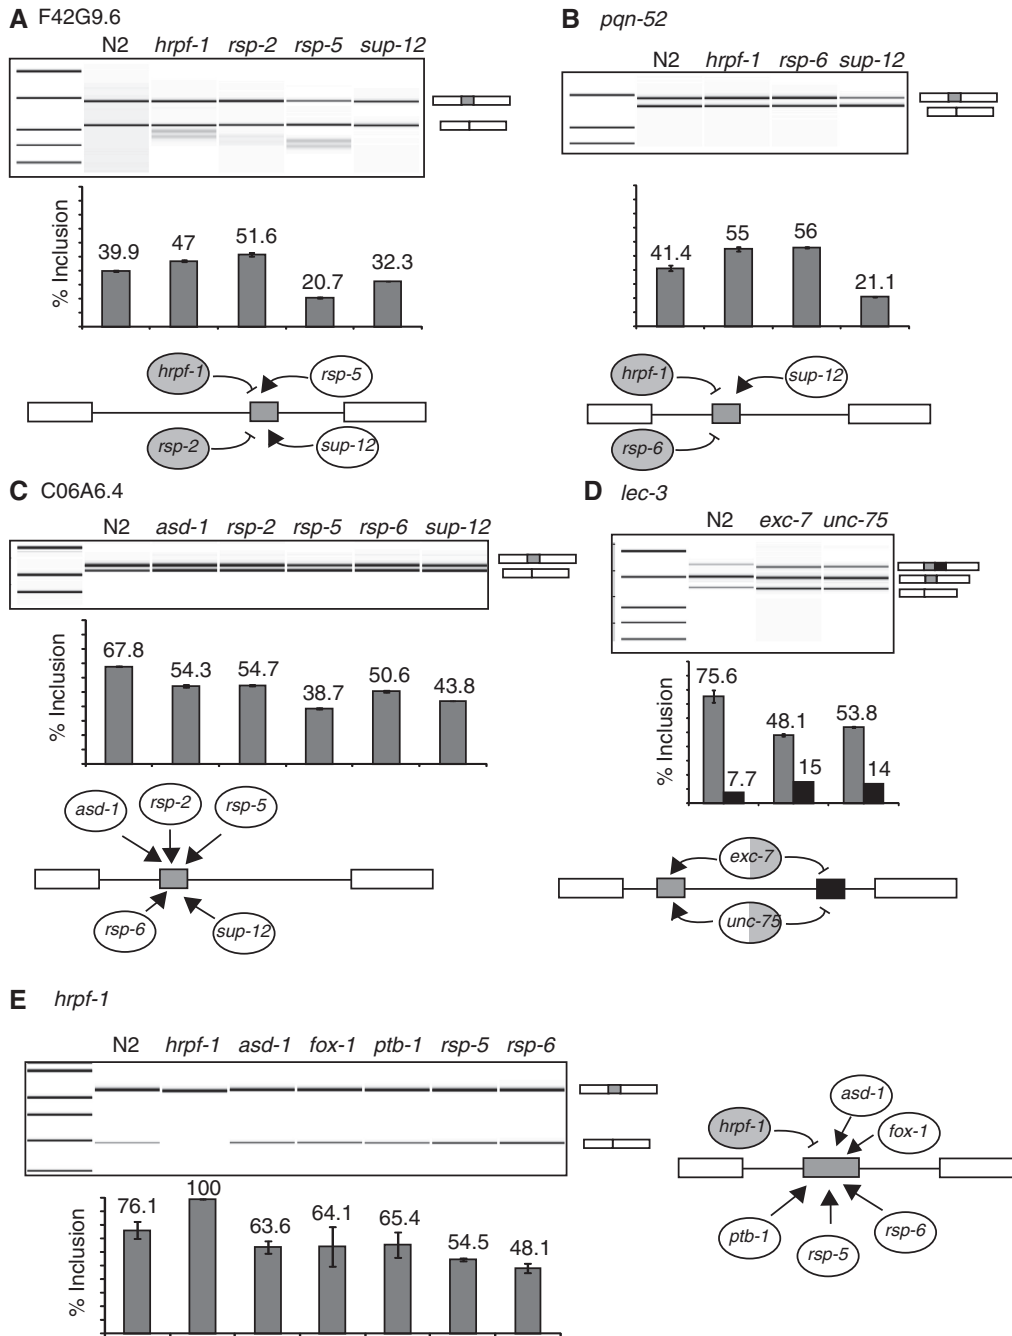 A F42G9.6
N2 hrpf-1 rsp-2 rsp-5 sup-12
% Inclusion
39.9 47 51.6 20.7 32.3
hrpf-1 rsp-5
rsp-2 sup-12
B pqn-52
N2 hrpf-1 rsp-6 sup-12
41.4 55 56 21.1
hrpf-1 sup-12
rsp-6
C C06A6.4
N2 asd-1 rsp-2 rsp-5 rsp-6 sup-12
% Inclusion
67.8 54.3 54.7 38.7 50.6 43.8
asd-1 rsp-2 rsp-5
rsp-6 sup-12
D lec-3
N2 exc-7 unc-75
% Inclusion
75.6 7.7 48.1 15 53.8 14
exc-7
unc-75
E hrpf-1
N2 hrpf-1 asd-1 fox-1 ptb-1 rsp-5 rsp-6
% Inclusion
76.1 100 63.6 64.1 65.4 54.5 48.1
hrpf-1 asd-1 fox-1
ptb-1 rsp-5 rsp-6